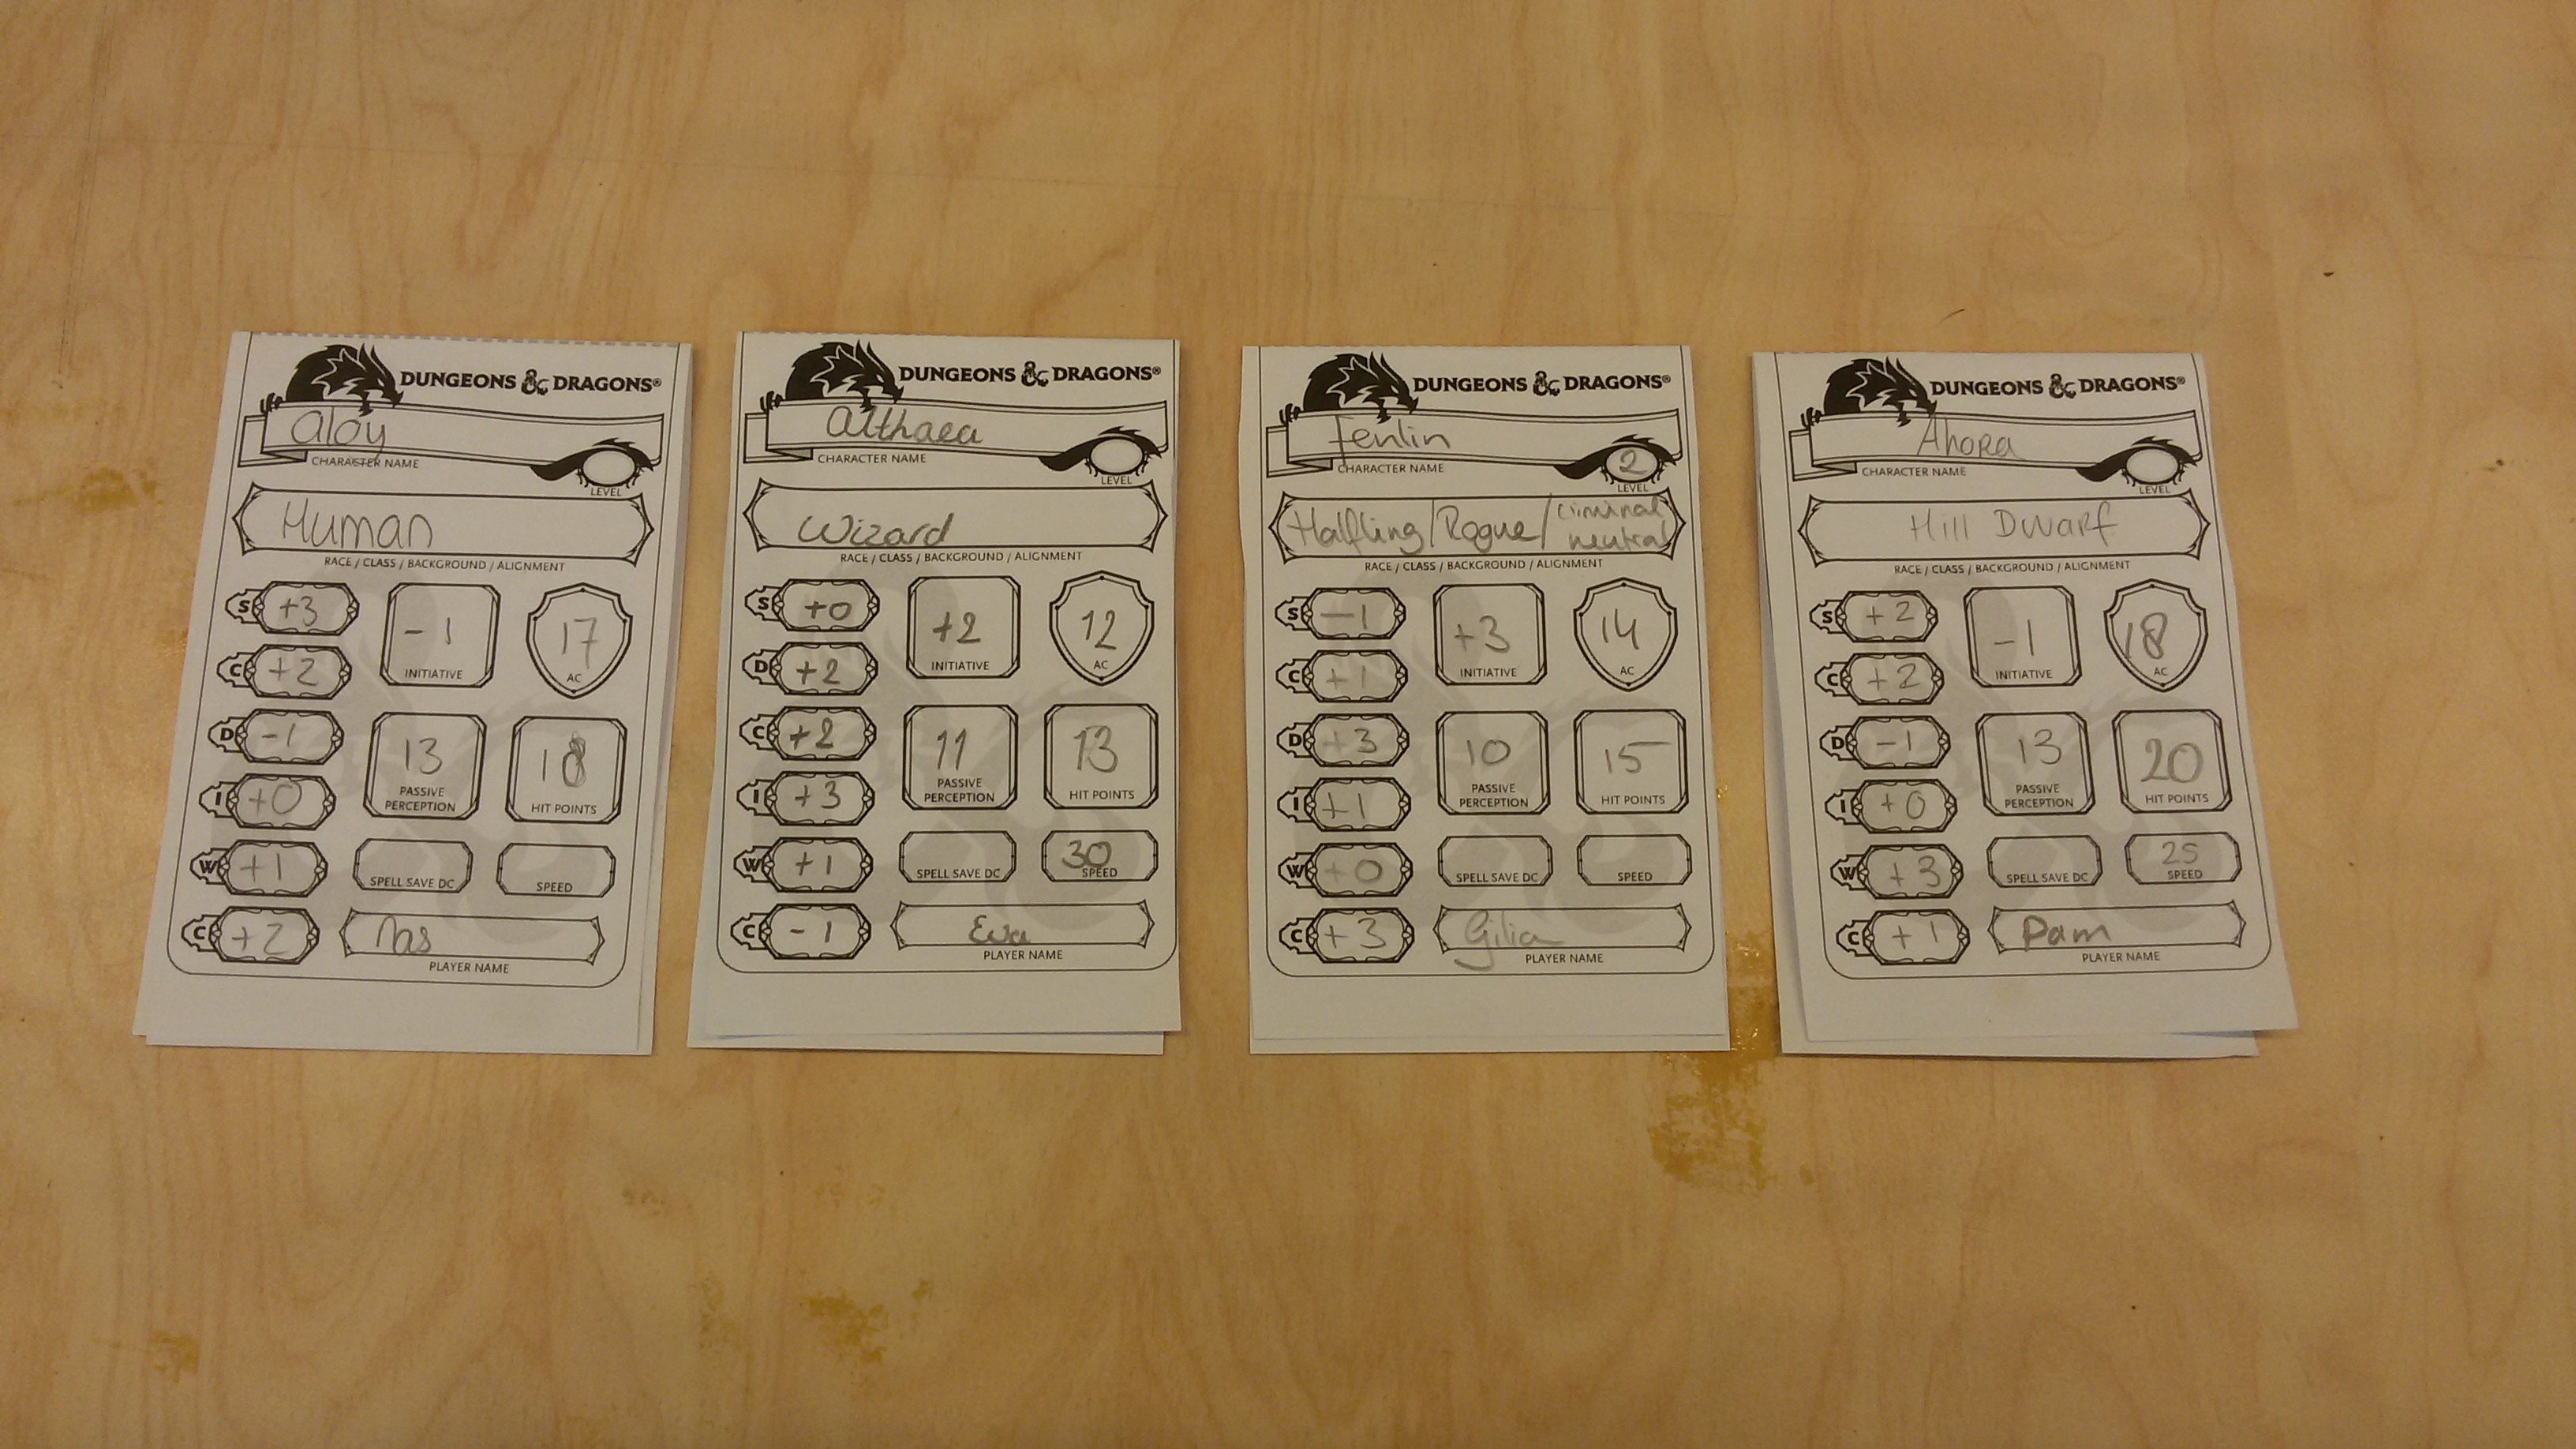 DUNGEONS & DRAGONS®
Aloy
CHARACTER NAME
LEVEL
Human
RACE / CLASS / BACKGROUND / ALIGNMENT
S +3
C +2
D -1
I +0
W +1
C +2
-1
INITIATIVE
17
AC
13
PASSIVE
PERCEPTION
18
HIT POINTS
SPELL SAVE DC
SPEED
Nas
PLAYER NAME
DUNGEONS & DRAGONS®
Althaea
CHARACTER NAME
LEVEL
Wizard
RACE / CLASS / BACKGROUND / ALIGNMENT
S +0
D +2
C +2
I +3
W +1
C -1
+2
INITIATIVE
12
AC
11
PASSIVE
PERCEPTION
13
HIT POINTS
SPELL SAVE DC
30
SPEED
Eva
PLAYER NAME
DUNGEONS & DRAGONS®
Fenlin
CHARACTER NAME
2
LEVEL
Halfling/Rogue/criminal
neutral
RACE / CLASS / BACKGROUND / ALIGNMENT
S -1
C +1
D +3
I +1
W +0
C +3
+3
INITIATIVE
14
AC
10
PASSIVE
PERCEPTION
15
HIT POINTS
SPELL SAVE DC
SPEED
Gilia
PLAYER NAME
DUNGEONS & DRAGONS®
Ahora
CHARACTER NAME
LEVEL
Hill Dwarf
RACE / CLASS / BACKGROUND / ALIGNMENT
S +2
C +2
D -1
I +0
W +3
C +1
-1
INITIATIVE
18
AC
13
PASSIVE
PERCEPTION
20
HIT POINTS
SPELL SAVE DC
25
SPEED
Pam
PLAYER NAME